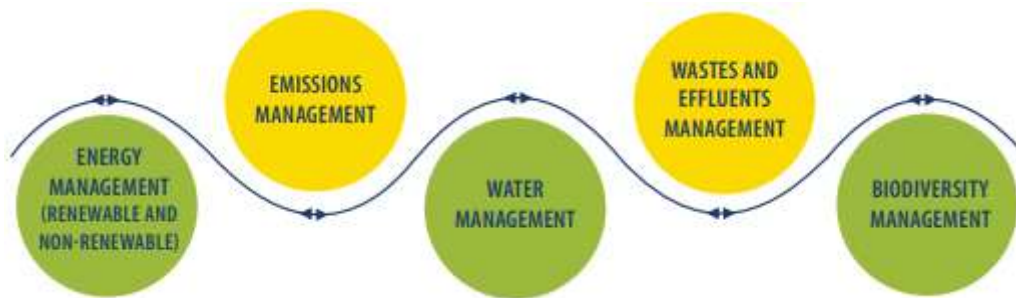 ENERGY
MANAGEMENT
(RENEWABLE AND
NON-RENEWABLE)
EMISSIONS
MANAGEMENT
WATER
MANAGEMENT
WASTES AND
EFFLUENTS
MANAGEMENT
BIODIVERSITY
MANAGEMENT